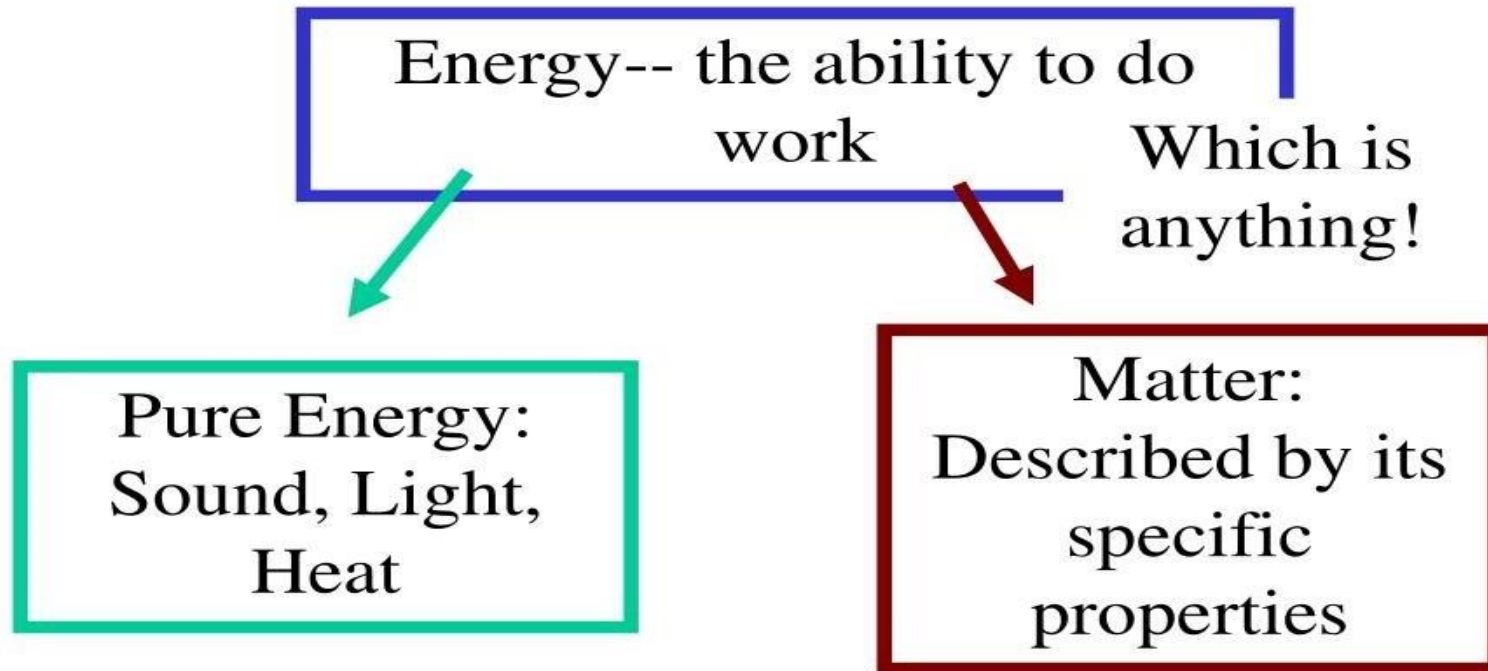 Energy-- the ability to do
work
Which is
anything!
Pure Energy:
Sound, Light,
Heat
Matter:
Described by its
specific
properties